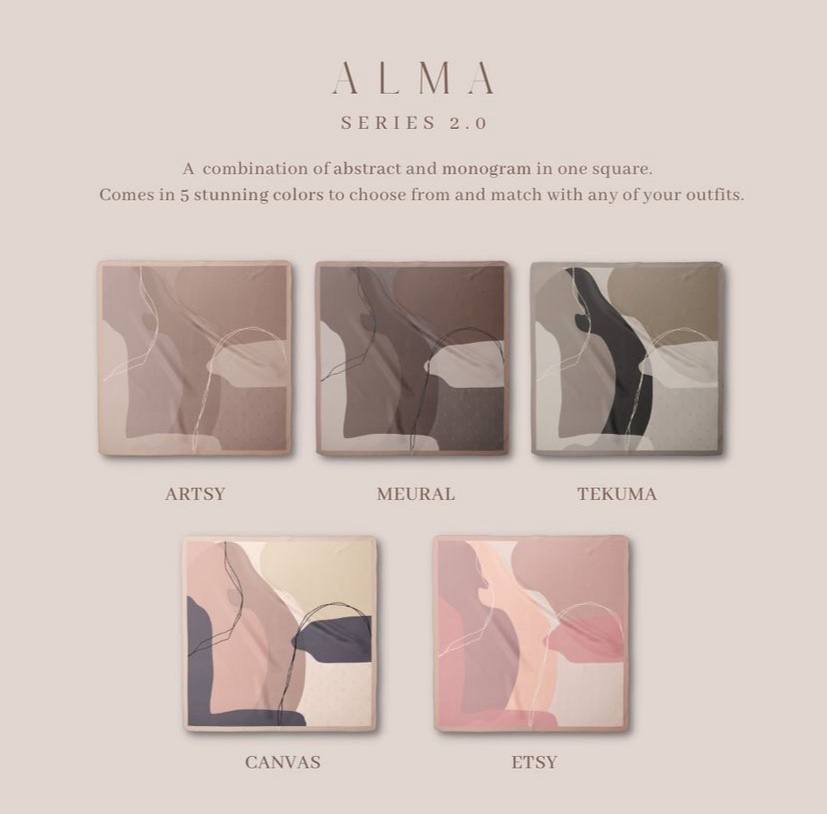 ALMA
SERIES 2.0
A combination of abstract and monogram in one square.
Comes in 5 stunning colors to choose from and match with any of your outfits.
ARTSY
MEURAL
TEKUMA
CANVAS
ETSY